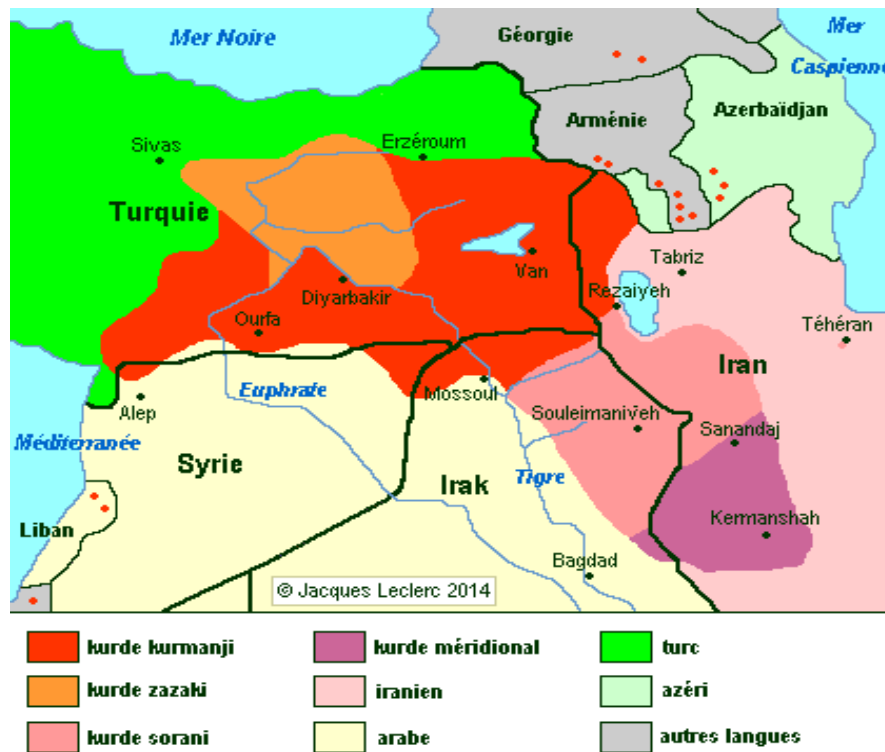 Mer Noire
Géorgie
Mer
Caspienne
Azerbaïdjan
Arménie
Sivas
Erzéroum
Turquie
Van
Tabriz
Rezaiyeh
Diyarbakir
Ourfa
Téhéran
Iran
Euphrate
Mossoul
Alep
Souleimaniyeh
Sanandaj
Méditerranée
Syrie
Irak
Tigre
Kermanshah
Liban
Bagdad
© Jacques Leclerc 2014
kurde kurmanji
kurde méridional
turc
kurde zazaki
iranien
azéri
kurde sorani
arabe
autres langues